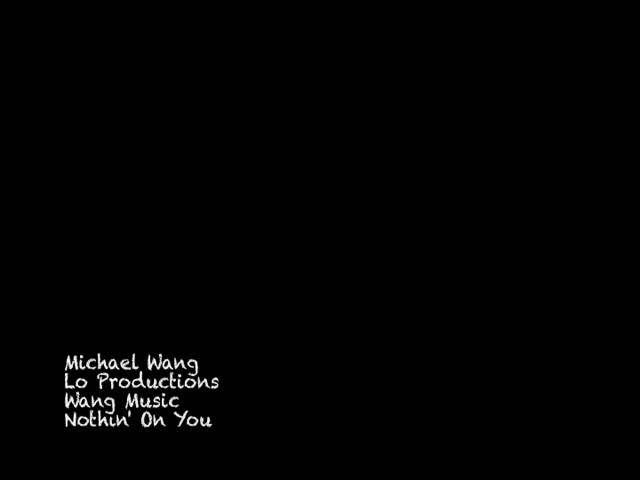 Michael Wang
Lo Productions
Wang Music
Nothin' On You